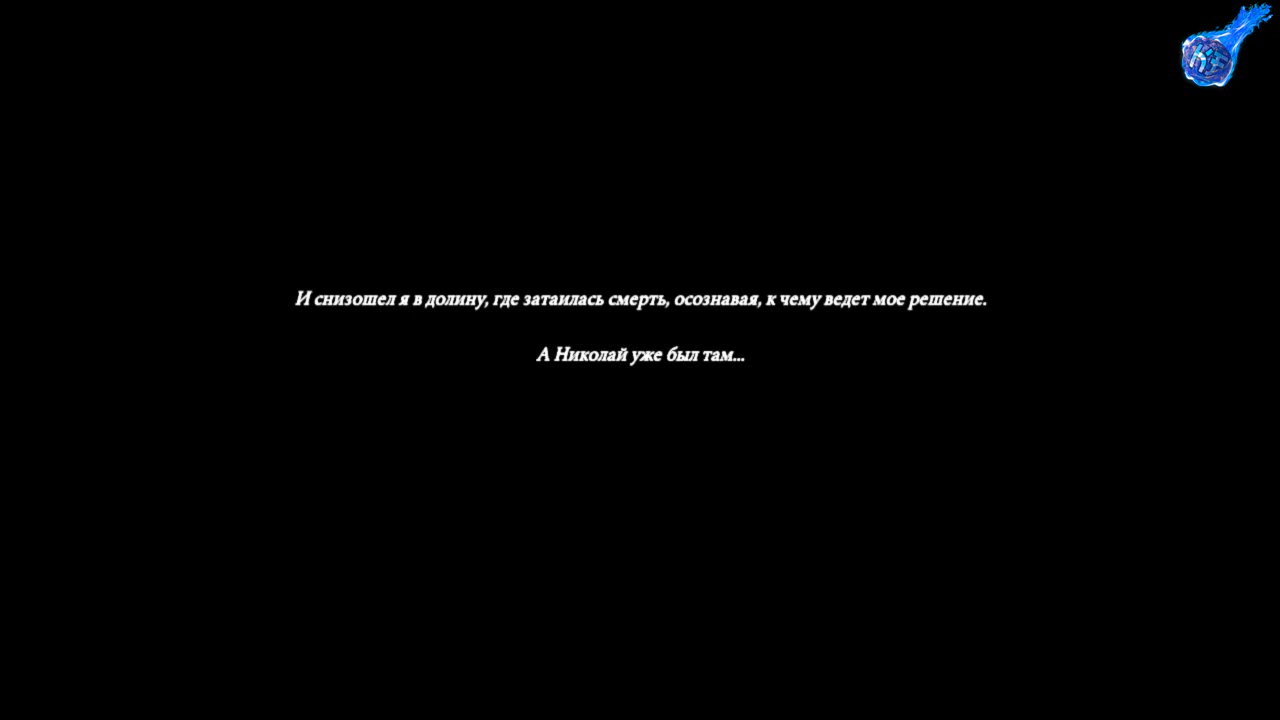 И снизошел я в долину, где затаилась смерть, осознавая, к чему ведет мое решение.
А Николай уже был там...